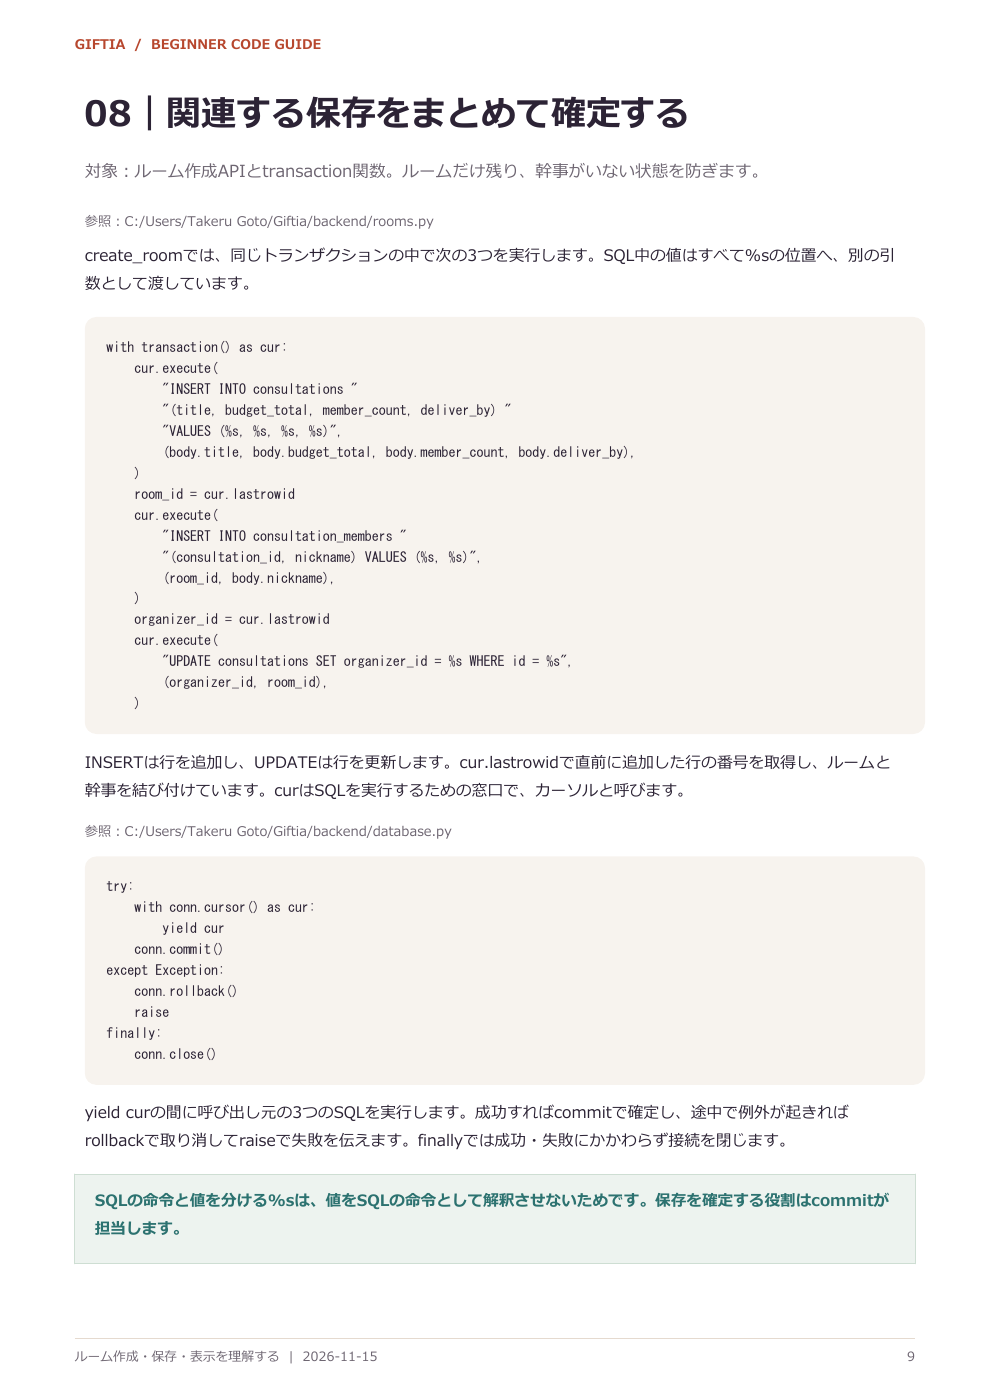 GIFTIA / BEGINNER CODE GUIDE
08｜関連する保存をまとめて確定する
対象：ルーム作成APIとtransaction関数。ルームだけ残り、幹事がいない状態を防ぎます。
参照：C:/Users/Takeru Goto/Giftia/backend/rooms.py
create_roomでは、同じトランザクションの中で次の3つを実行します。SQL中の値はすべて%sの位置へ、別の引
数として渡しています。
with transaction() as cur:
    cur.execute(
        "INSERT INTO consultations "
        "(title, budget_total, member_count, deliver_by) "
        "VALUES (%s, %s, %s, %s)",
        (body.title, body.budget_total, body.member_count, body.deliver_by),
    )
    room_id = cur.lastrowid
    cur.execute(
        "INSERT INTO consultation_members "
        "(consultation_id, nickname) VALUES (%s, %s)",
        (room_id, body.nickname),
    )
    organizer_id = cur.lastrowid
    cur.execute(
        "UPDATE consultations SET organizer_id = %s WHERE id = %s",
        (organizer_id, room_id),
    )
INSERTは行を追加し、UPDATEは行を更新します。cur.lastrowidで直前に追加した行の番号を取得し、ルームと
幹事を結び付けています。curはSQLを実行するための窓口で、カーソルと呼びます。
参照：C:/Users/Takeru Goto/Giftia/backend/database.py
try:
    with conn.cursor() as cur:
        yield cur
    conn.commit()
except Exception:
    conn.rollback()
    raise
finally:
    conn.close()
yield curの間に呼び出し元の3つのSQLを実行します。成功すればcommitで確定し、途中で例外が起きれば
rollbackで取り消してraiseで失敗を伝えます。finallyでは成功・失敗にかかわらず接続を閉じます。
SQLの命令と値を分ける%sは、値をSQLの命令として解釈させないためです。保存を確定する役割はcommitが
担当します。
ルーム作成・保存・表示を理解する | 2026-11-15
9